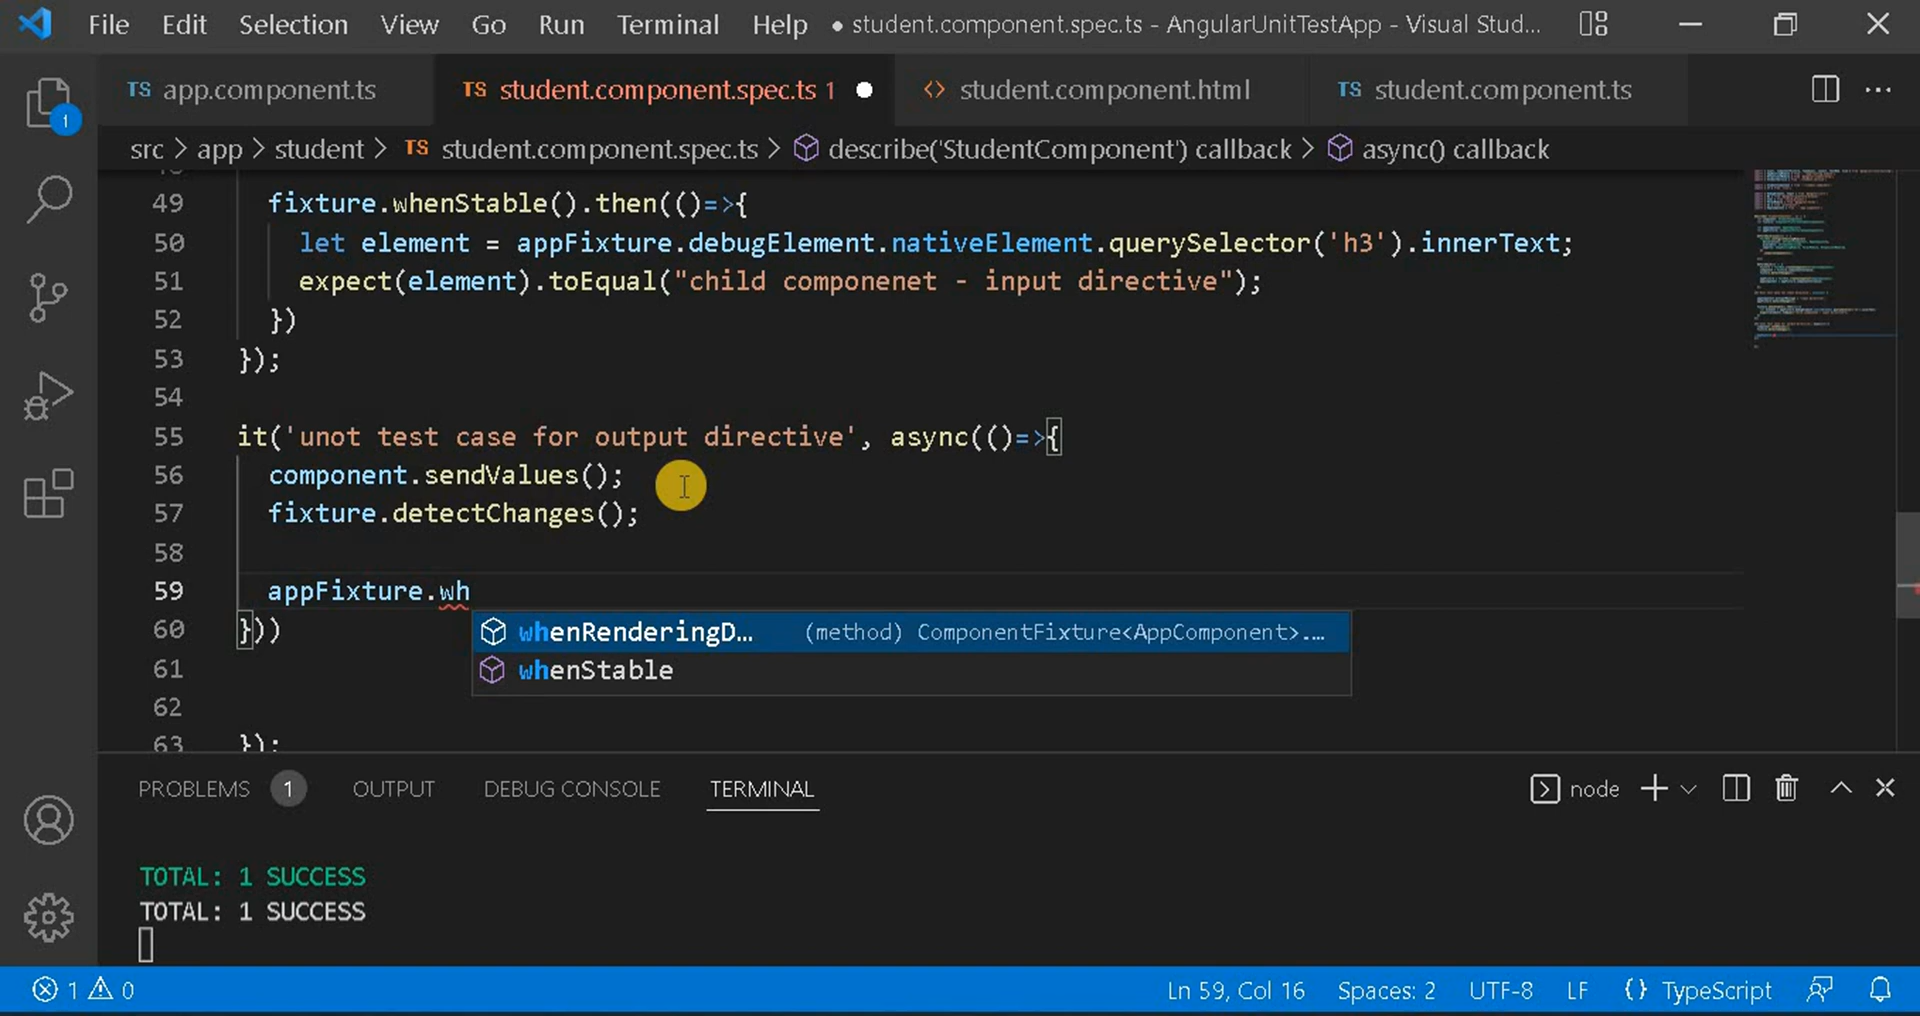 File Edit Selection View Go Run Terminal Help ● student.component.spec.ts - AngularUnitTestApp - Visual Stud...
TS app.component.ts TS student.component.spec.ts 1 ● <> student.component.html TS student.component.ts ...
1
src > app > student > TS student.component.spec.ts > describe('StudentComponent') callback > async() callback
49 fixture.whenStable().then(()=>{
50 let element = appFixture.debugElement.nativeElement.querySelector('h3').innerText;
51 expect(element).toEqual("child componenet - input directive");
52 })
53 });
54
55 it('unot test case for output directive', async(()=>{
56 component.sendValues();
57 fixture.detectChanges();
58
59 appFixture.wh
whenRenderingD... (method) ComponentFixture<AppComponent>....
60 }))
61 whenStable
62
63 });
PROBLEMS 1 OUTPUT DEBUG CONSOLE TERMINAL node
TOTAL: 1 SUCCESS
TOTAL: 1 SUCCESS
1 0 Ln 59, Col 16 Spaces: 2 UTF-8 LF {} TypeScript